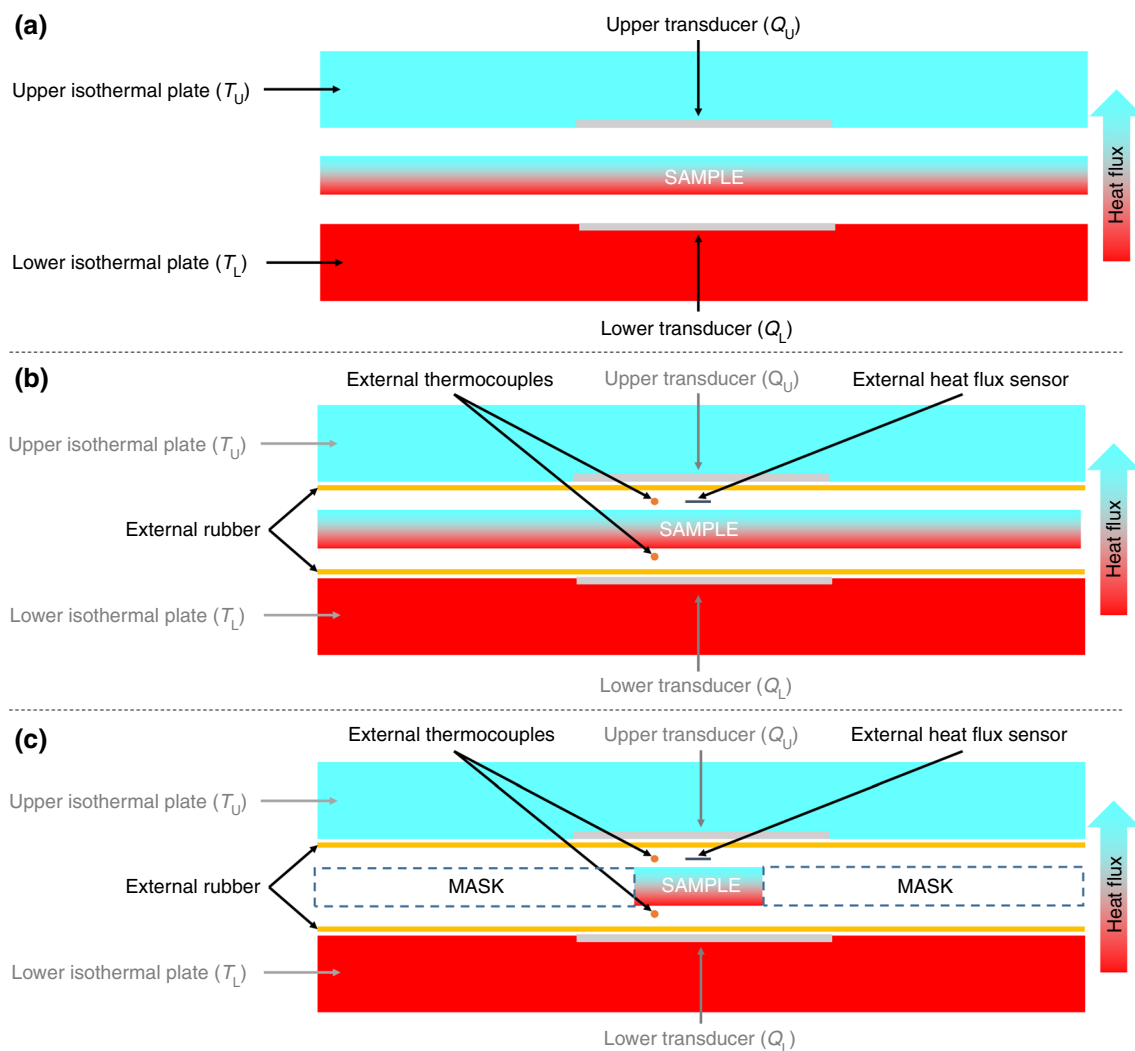 (a)
Upper transducer (QU)
Upper isothermal plate (TU)
SAMPLE
Heat flux
Lower isothermal plate (TL)
Lower transducer (QL)
(b)
External thermocouples
Upper transducer (QU)
External heat flux sensor
Upper isothermal plate (TU)
External rubber
SAMPLE
Heat flux
Lower isothermal plate (TL)
Lower transducer (QL)
(c)
External thermocouples
Upper transducer (QU)
External heat flux sensor
Upper isothermal plate (TU)
External rubber
MASK
SAMPLE
MASK
Heat flux
Lower isothermal plate (TL)
Lower transducer (QL)